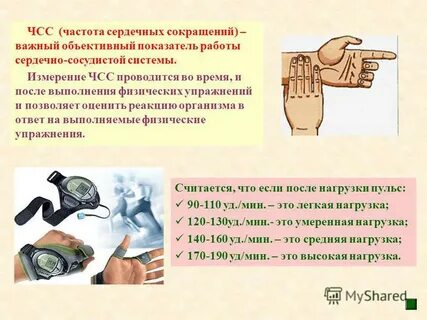 ЧСС (частота сердечных сокращений) –
важный объективный показатель работы
сердечно-сосудистой системы.
Измерение ЧСС проводится во время, и
после выполнения физических упражнений
и позволяет оценить реакцию организма в
ответ на выполняемые физические
упражнения.
Считается, что если после нагрузки пульс:
✓ 90-110 уд./мин. – это легкая нагрузка;
✓ 120-130уд./мин.- это умеренная нагрузка;
✓ 140-160 уд./мин. – это средняя нагрузка;
✓ 170-190 уд/мин. – это высокая нагрузка.
MyShared